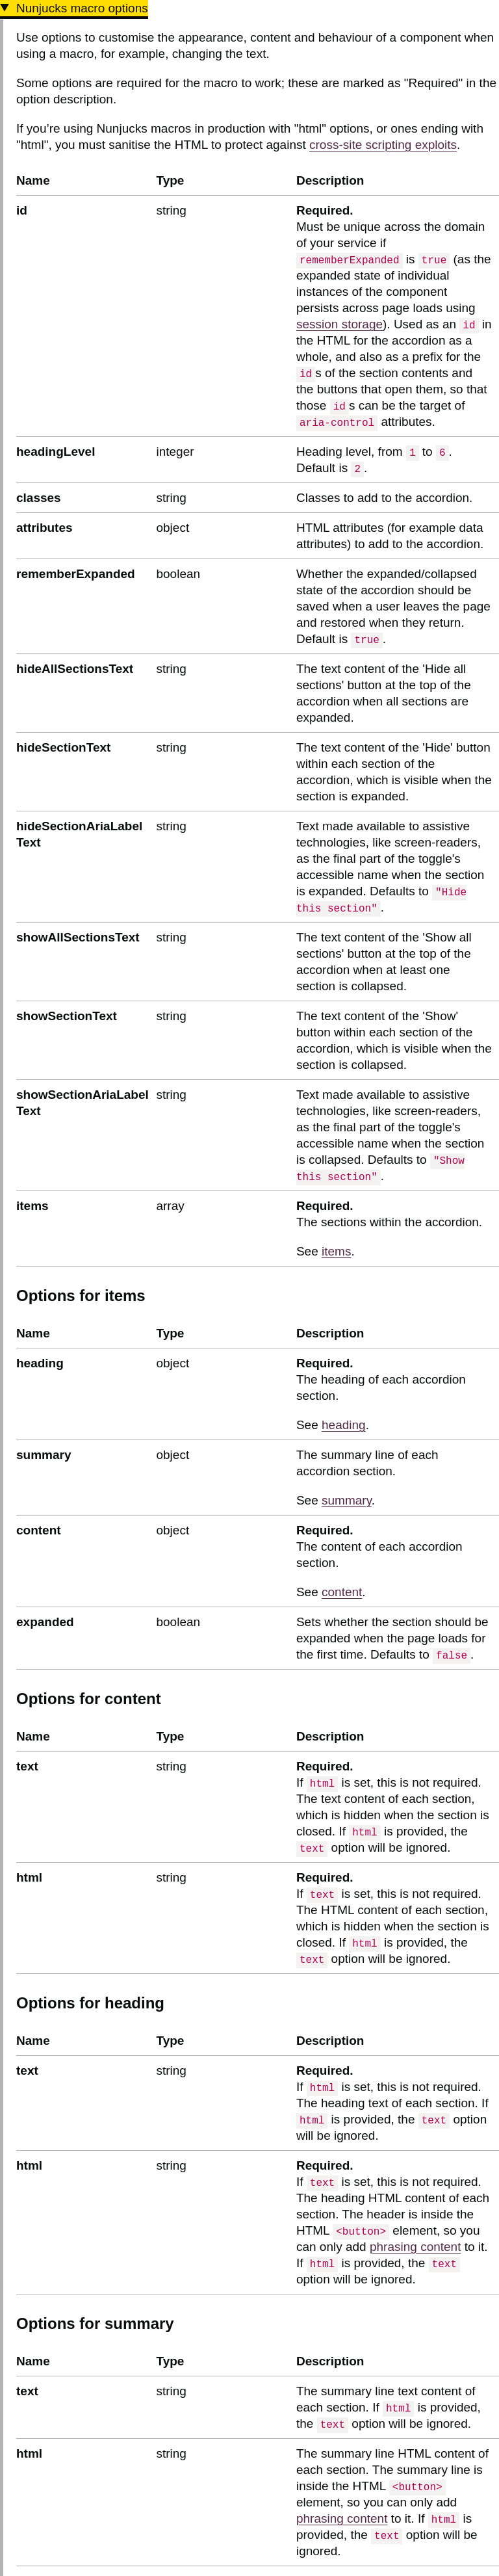 Nunjucks macro options
Use options to customise the appearance, content and behaviour of a component when
using a macro, for example, changing the text.
Some options are required for the macro to work; these are marked as "Required" in the
option description.
If you're using Nunjucks macros in production with "html" options, or ones ending with
"html", you must sanitise the HTML to protect against cross-site scripting exploits.
Name Type Description
id string Required.
Must be unique across the domain
of your service if
rememberExpanded is true (as the
expanded state of individual
instances of the component
persists across page loads using
session storage). Used as an id in
the HTML for the accordion as a
whole, and also as a prefix for the
ids of the section contents and
the buttons that open them, so that
those ids can be the target of
aria-control attributes.
headingLevel integer Heading level, from 1 to 6.
Default is 2.
classes string Classes to add to the accordion.
attributes object HTML attributes (for example data
attributes) to add to the accordion.
rememberExpanded boolean Whether the expanded/collapsed
state of the accordion should be
saved when a user leaves the page
and restored when they return.
Default is true.
hideAllSectionsText string The text content of the 'Hide all
sections' button at the top of the
accordion when all sections are
expanded.
hideSectionText string The text content of the 'Hide' button
within each section of the
accordion, which is visible when the
section is expanded.
hideSectionAriaLabel string Text made available to assistive
Text technologies, like screen-readers,
as the final part of the toggle's
accessible name when the section
is expanded. Defaults to "Hide
this section".
showAllSectionsText string The text content of the 'Show all
sections' button at the top of the
accordion when at least one
section is collapsed.
showSectionText string The text content of the 'Show'
button within each section of the
accordion, which is visible when the
section is collapsed.
showSectionAriaLabel string Text made available to assistive
Text technologies, like screen-readers,
as the final part of the toggle's
accessible name when the section
is collapsed. Defaults to "Show
this section".
items array Required.
The sections within the accordion.
See items.
Options for items
Name Type Description
heading object Required.
The heading of each accordion
section.
See heading.
summary object The summary line of each
accordion section.
See summary.
content object Required.
The content of each accordion
section.
See content.
expanded boolean Sets whether the section should be
expanded when the page loads for
the first time. Defaults to false.
Options for content
Name Type Description
text string Required.
If html is set, this is not required.
The text content of each section,
which is hidden when the section is
closed. If html is provided, the
text option will be ignored.
html string Required.
If text is set, this is not required.
The HTML content of each section,
which is hidden when the section is
closed. If html is provided, the
text option will be ignored.
Options for heading
Name Type Description
text string Required.
If html is set, this is not required.
The heading text of each section. If
html is provided, the text option
will be ignored.
html string Required.
If text is set, this is not required.
The heading HTML content of each
section. The header is inside the
HTML <button> element, so you
can only add phrasing content to it.
If html is provided, the text
option will be ignored.
Options for summary
Name Type Description
text string The summary line text content of
each section. If html is provided,
the text option will be ignored.
html string The summary line HTML content of
each section. The summary line is
inside the HTML <button>
element, so you can only add
phrasing content to it. If html is
provided, the text option will be
ignored.